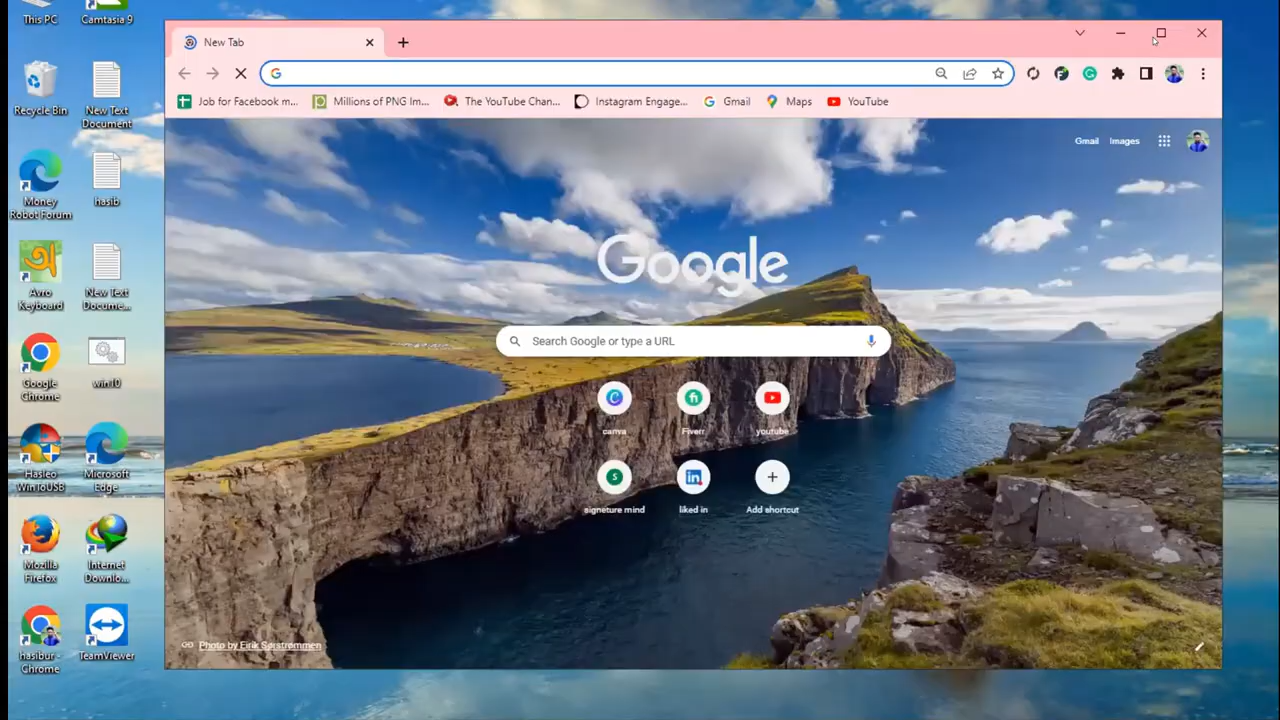 This PC
Camtasia 9
Recycle Bin
New Text
Document
Money
Robot Forum
hasib
Avro
Keyboard
New Text
Docume...
Google
Chrome
win10
Hasleo
WinToUSB
Microsoft
Edge
Mozilla
Firefox
Internet
Downlo...
hasibur -
Chrome
TeamViewer
New Tab
Job for Facebook m...
Millions of PNG Im...
The YouTube Chan...
Instagram Engage...
Gmail
Maps
YouTube
Gmail
Images
Google
Search Google or type a URL
canva
Fiverr
youtube
signeture mind
liked in
Add shortcut
Photo by Eirik Sørstrømmen